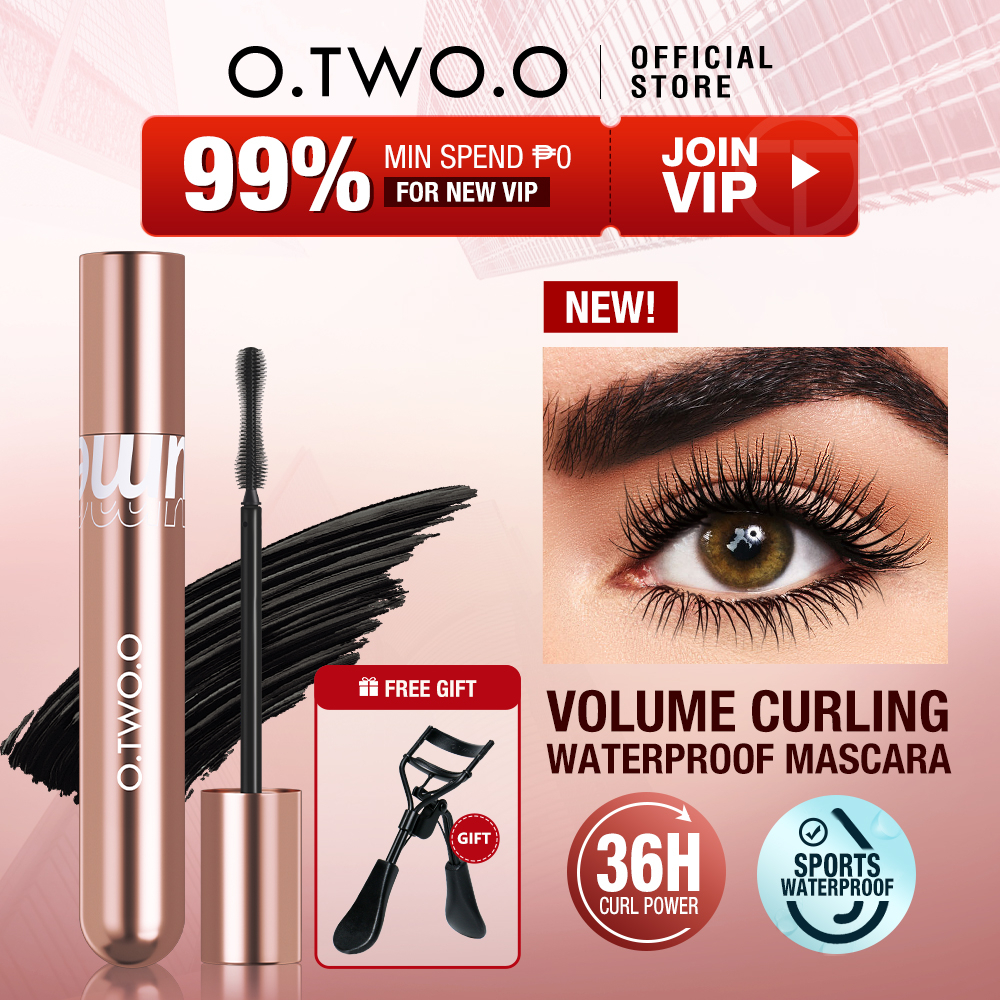 O.TWO.O
OFFICIAL
STORE
99%
MIN SPEND ₱0
FOR NEW VIP
JOIN
VIP
NEW!
O.TWO.O
FREE GIFT
GIFT
VOLUME CURLING
WATERPROOF MASCARA
36H
CURL POWER
SPORTS
WATERPROOF